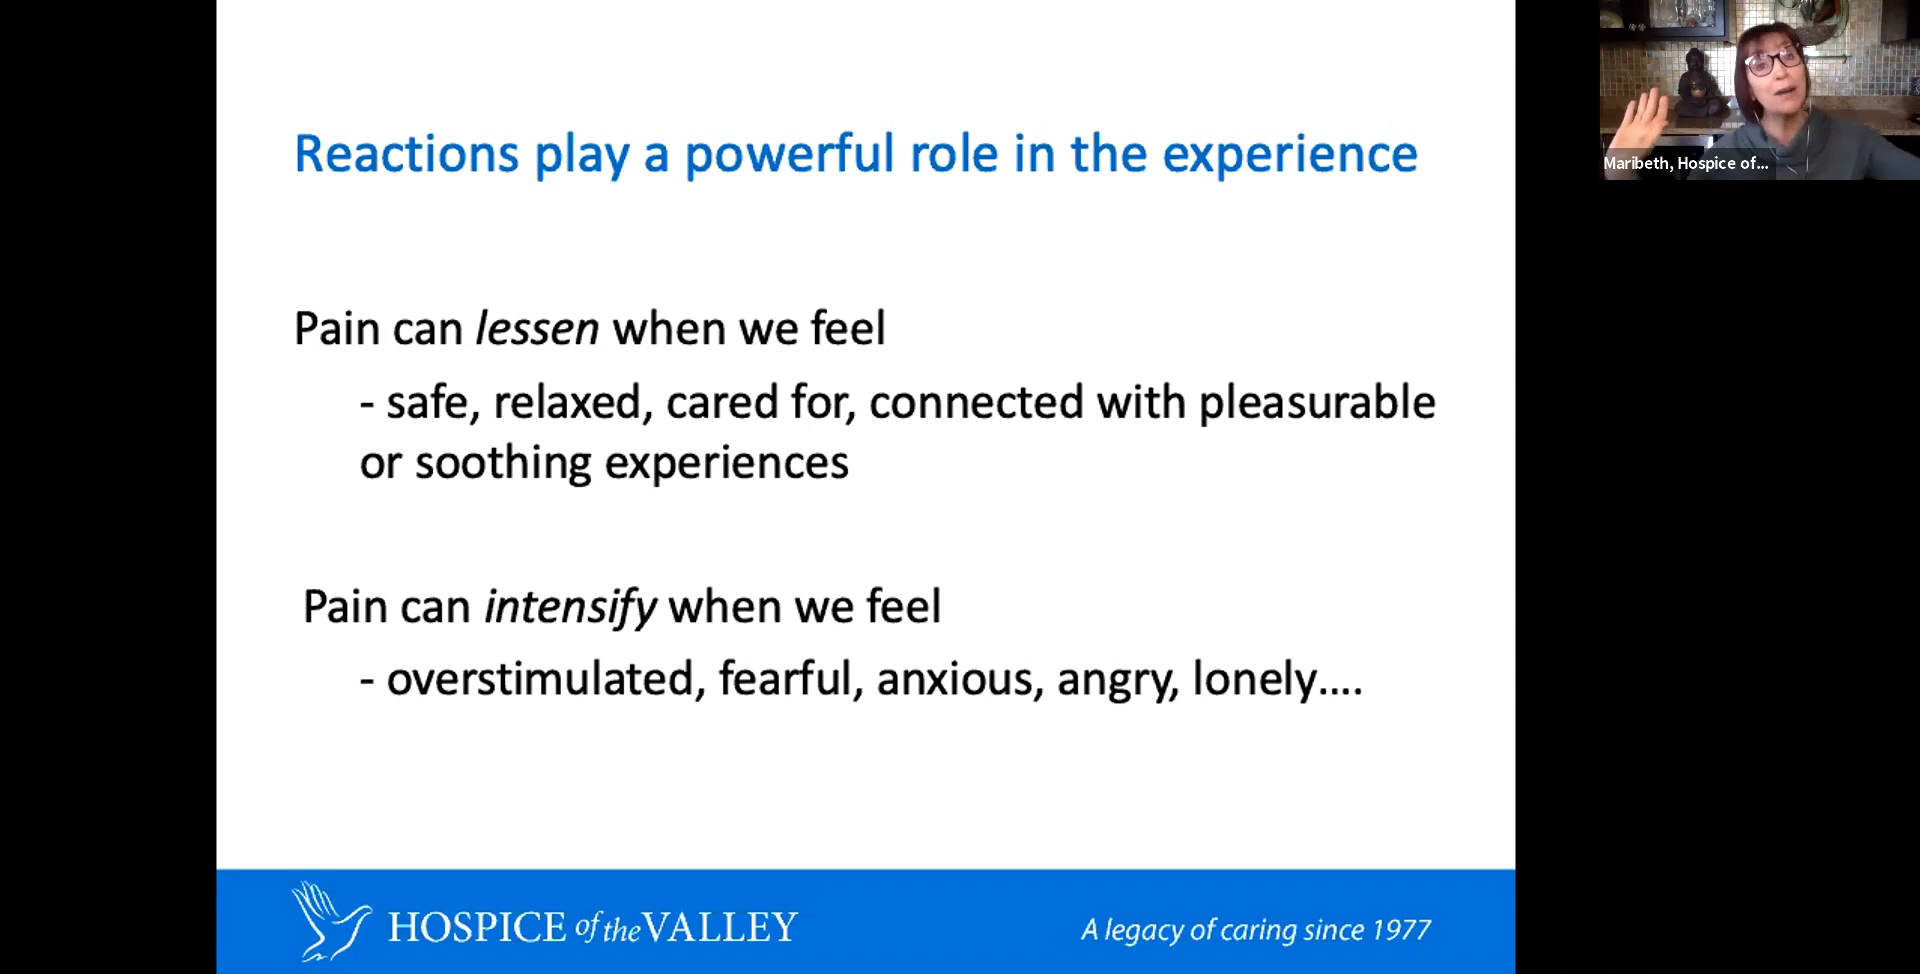 Reactions play a powerful role in the experience
Maribeth, Hospice of...
Pain can lessen when we feel
- safe, relaxed, cared for, connected with pleasurable
or soothing experiences
Pain can intensify when we feel
- overstimulated, fearful, anxious, angry, lonely....
HOSPICE of the VALLEY
A legacy of caring since 1977